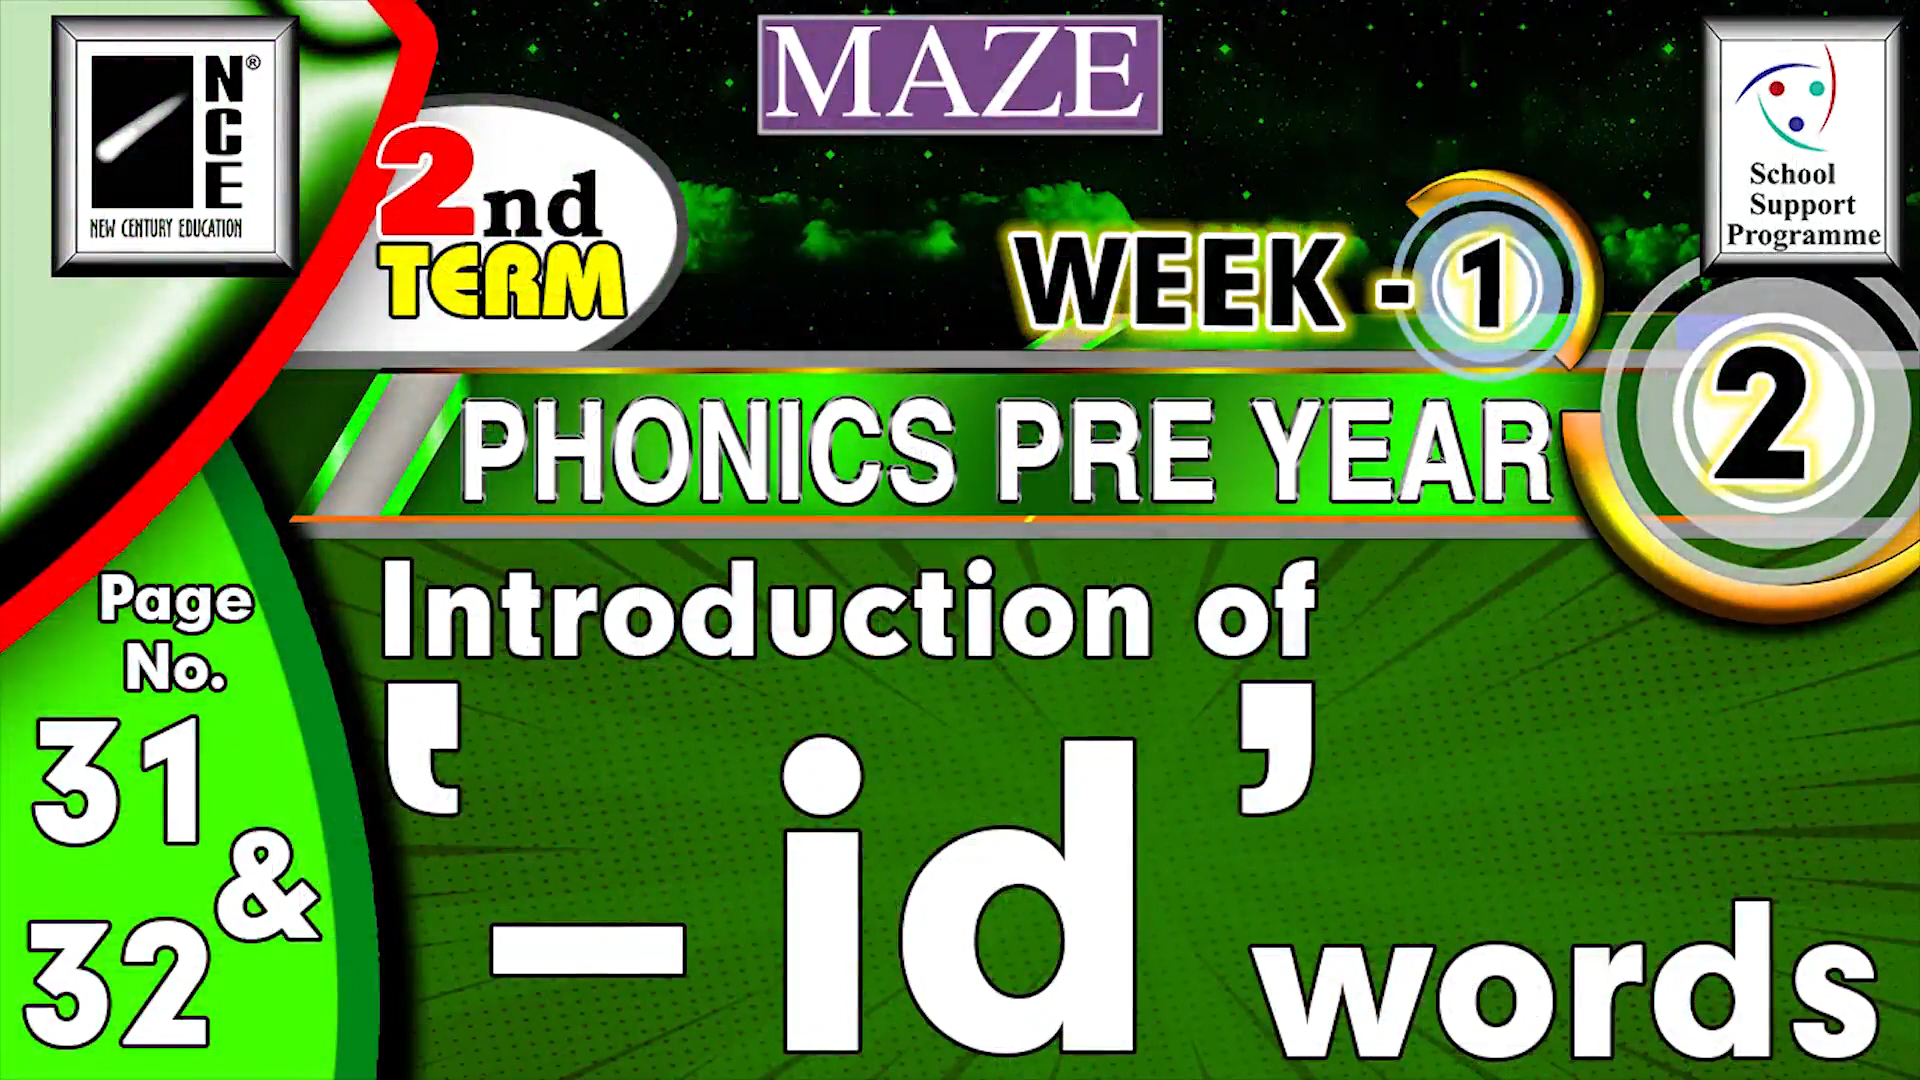 NCE®
NEW CENTURY EDUCATION
MAZE
School
Support
Programme
2nd
TERM
WEEK - 1
PHONICS PRE YEAR 2
Page
No.
31
&
32
Introduction of
‘–id’ words